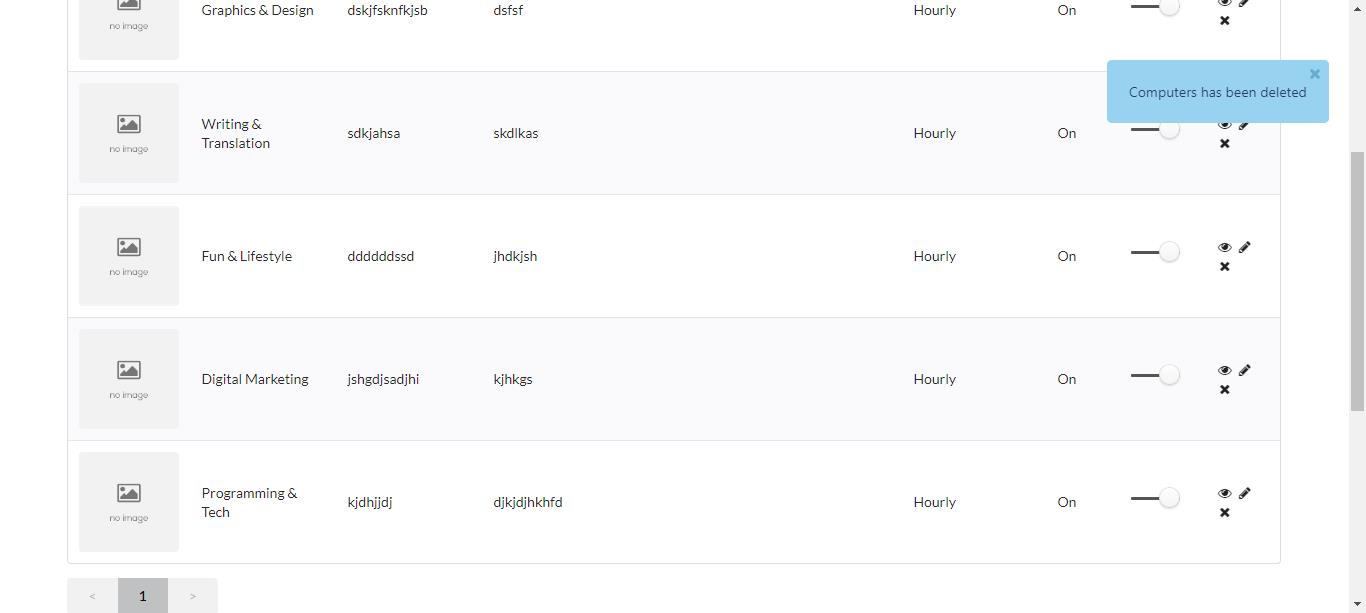 Graphics & Design dskjfsknfkjsb dsfsf Hourly On
no image
Computers has been deleted
Writing &
Translation sdkjahsa skdlkas Hourly On
no image
Fun & Lifestyle ddddddssd jhdkjsh Hourly On
no image
Digital Marketing jshgdjsadjhi kjhkgs Hourly On
no image
Programming &
Tech kjdhjjdj djkjdjhkhfd Hourly On
no image
< 1 >